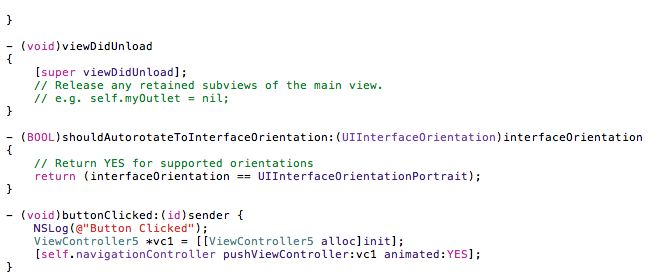 }
- (void)viewDidUnload
{
[super viewDidUnload];
// Release any retained subviews of the main view.
// e.g. self.myOutlet = nil;
}
- (BOOL)shouldAutorotateToInterfaceOrientation:(UIInterfaceOrientation)interfaceOrientation
{
// Return YES for supported orientations
return (interfaceOrientation == UIInterfaceOrientationPortrait);
}
- (void)buttonClicked:(id)sender {
NSLog(@"Button Clicked");
ViewController5 *vc1 = [[ViewController5 alloc]init];
[self.navigationController pushViewController:vc1 animated:YES];
}